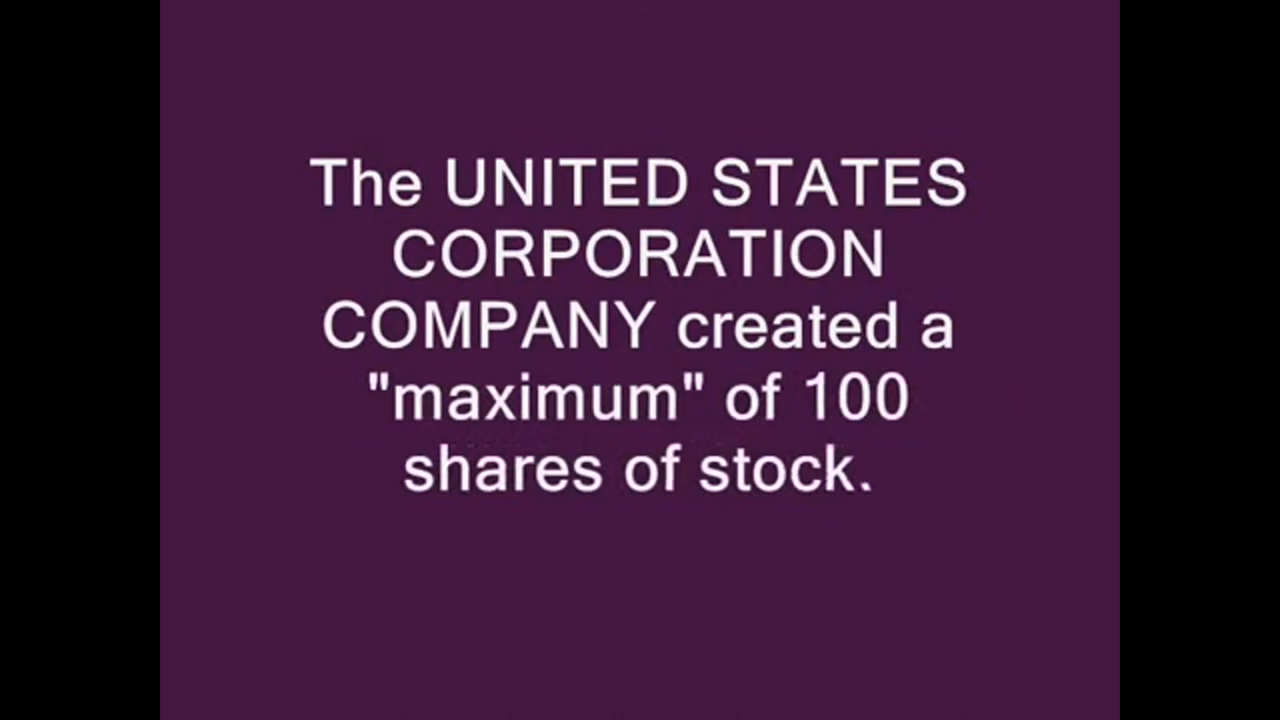 The UNITED STATES
CORPORATION
COMPANY created a
"maximum" of 100
shares of stock.